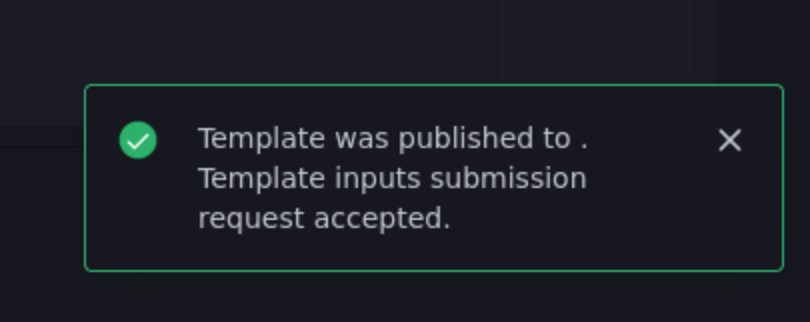 Template was published to .
Template inputs submission
request accepted.